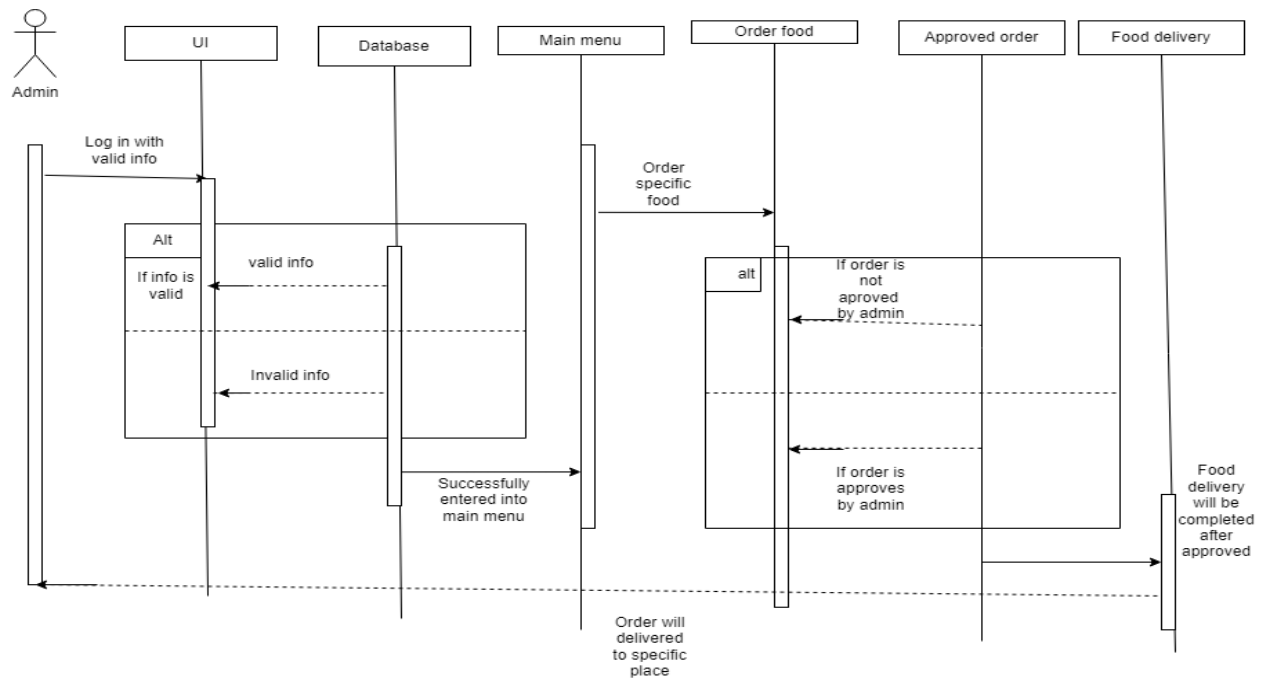 Admin
UI
Database
Main menu
Order food
Approved order
Food delivery
Log in with
valid info
Order
specific
food
Alt
If info is
valid
valid info
Invalid info
Successfully
entered into
main menu
alt
If order is
not
aproved
by admin
If order is
approves
by admin
Food
delivery
will be
completed
after
approved
Order will
delivered
to specific
place